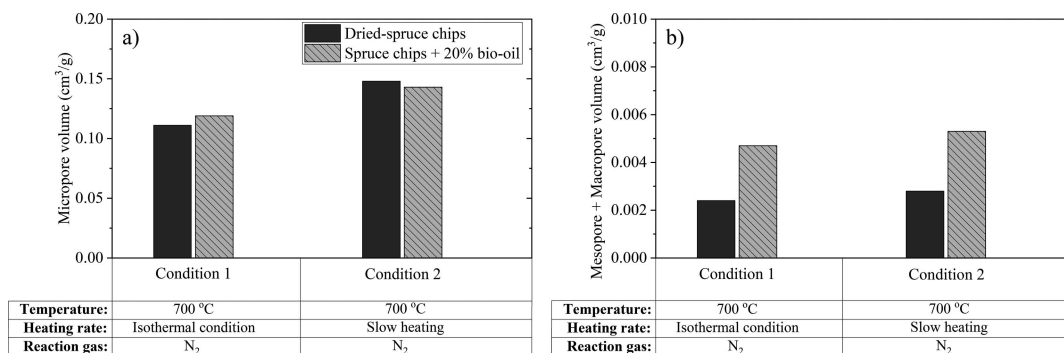 a)
Dried-spruce chips
Spruce chips + 20% bio-oil
Micropore volume (cm³/g)
0.20
0.15
0.10
0.05
0.00
Condition 1 Condition 2
Temperature: 700 °C 700 °C
Heating rate: Isothermal condition Slow heating
Reaction gas: N₂ N₂
b)
Mesopore + Macropore volume (cm³/g)
0.010
0.008
0.006
0.004
0.002
0.000
Condition 1 Condition 2
Temperature: 700 °C 700 °C
Heating rate: Isothermal condition Slow heating
Reaction gas: N₂ N₂